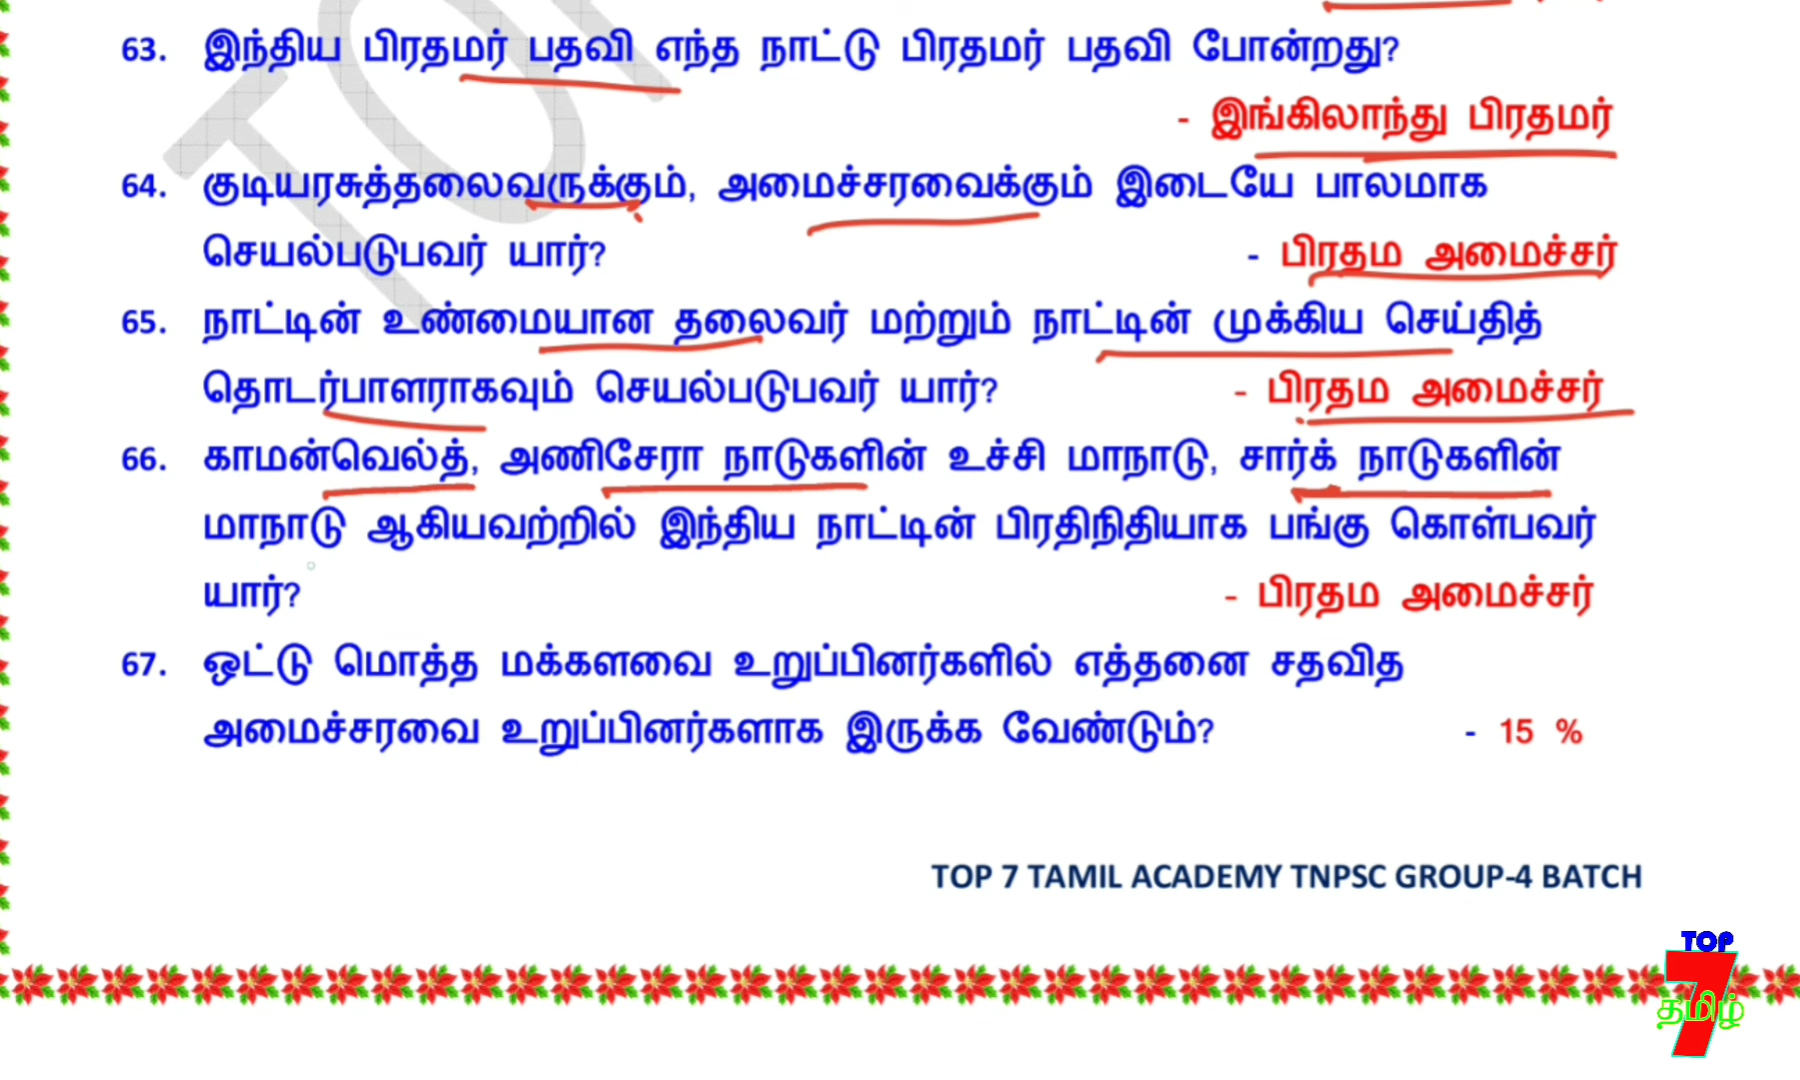 63. இந்திய பிரதமர் பதவி எந்த நாட்டு பிரதமர் பதவி போன்றது?
- இங்கிலாந்து பிரதமர்
64. குடியரசுத்தலைவருக்கும், அமைச்சரவைக்கும் இடையே பாலமாக
செயல்படுபவர் யார்? - பிரதம அமைச்சர்
65. நாட்டின் உண்மையான தலைவர் மற்றும் நாட்டின் முக்கிய செய்தித்
தொடர்பாளராகவும் செயல்படுபவர் யார்? - பிரதம அமைச்சர்
66. காமன்வெல்த், அணிசேரா நாடுகளின் உச்சி மாநாடு, சார்க் நாடுகளின்
மாநாடு ஆகியவற்றில் இந்திய நாட்டின் பிரதிநிதியாக பங்கு கொள்பவர்
யார்? - பிரதம அமைச்சர்
67. ஒட்டு மொத்த மக்களவை உறுப்பினர்களில் எத்தனை சதவித
அமைச்சரவை உறுப்பினர்களாக இருக்க வேண்டும்? - 15 %
TOP 7 TAMIL ACADEMY TNPSC GROUP-4 BATCH
TOP
7
தமிழ்